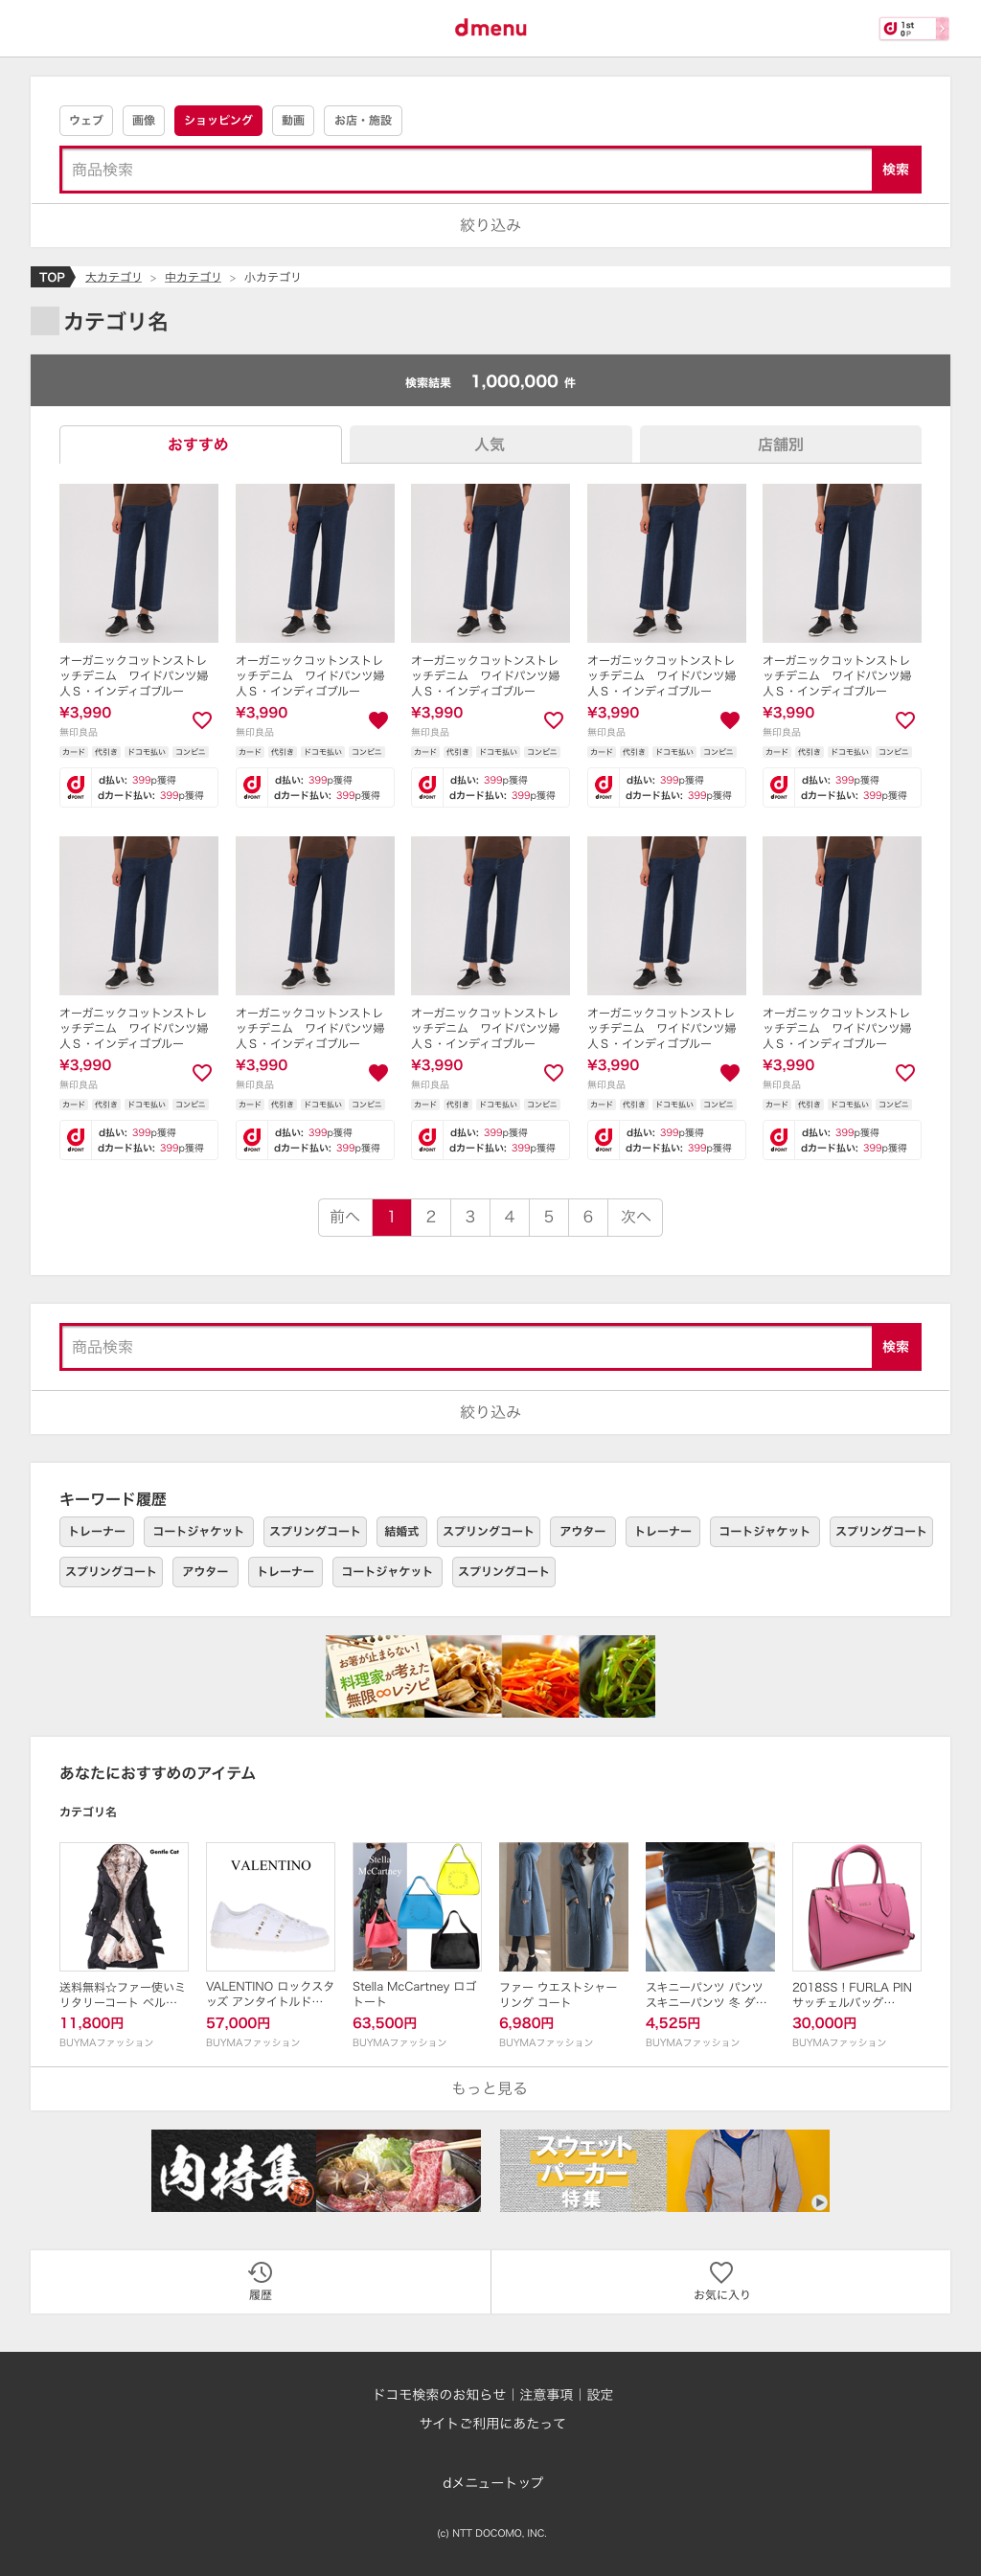 dmenu
1st
0P
ウェブ 画像 ショッピング 動画 お店・施設
商品検索 検索
絞り込み
TOP 大カテゴリ > 中カテゴリ > 小カテゴリ
カテゴリ名
検索結果 1,000,000 件
おすすめ 人気 店舗別
オーガニックコットンストレ オーガニックコットンストレ オーガニックコットンストレ オーガニックコットンストレ オーガニックコットンストレ
ッチデニム ワイドパンツ婦 ッチデニム ワイドパンツ婦 ッチデニム ワイドパンツ婦 ッチデニム ワイドパンツ婦 ッチデニム ワイドパンツ婦
人Ｓ・インディゴブルー 人Ｓ・インディゴブルー 人Ｓ・インディゴブルー 人Ｓ・インディゴブルー 人Ｓ・インディゴブルー
¥3,990 ¥3,990 ¥3,990 ¥3,990 ¥3,990
無印良品 無印良品 無印良品 無印良品 無印良品
カード 代引き ドコモ払い コンビニ カード 代引き ドコモ払い コンビニ カード 代引き ドコモ払い コンビニ カード 代引き ドコモ払い コンビニ カード 代引き ドコモ払い コンビニ
d払い: 399p獲得 d払い: 399p獲得 d払い: 399p獲得 d払い: 399p獲得 d払い: 399p獲得
d POINT dカード払い: 399p獲得 d POINT dカード払い: 399p獲得 d POINT dカード払い: 399p獲得 d POINT dカード払い: 399p獲得 d POINT dカード払い: 399p獲得
オーガニックコットンストレ オーガニックコットンストレ オーガニックコットンストレ オーガニックコットンストレ オーガニックコットンストレ
ッチデニム ワイドパンツ婦 ッチデニム ワイドパンツ婦 ッチデニム ワイドパンツ婦 ッチデニム ワイドパンツ婦 ッチデニム ワイドパンツ婦
人Ｓ・インディゴブルー 人Ｓ・インディゴブルー 人Ｓ・インディゴブルー 人Ｓ・インディゴブルー 人Ｓ・インディゴブルー
¥3,990 ¥3,990 ¥3,990 ¥3,990 ¥3,990
無印良品 無印良品 無印良品 無印良品 無印良品
カード 代引き ドコモ払い コンビニ カード 代引き ドコモ払い コンビニ カード 代引き ドコモ払い コンビニ カード 代引き ドコモ払い コンビニ カード 代引き ドコモ払い コンビニ
d払い: 399p獲得 d払い: 399p獲得 d払い: 399p獲得 d払い: 399p獲得 d払い: 399p獲得
d POINT dカード払い: 399p獲得 d POINT dカード払い: 399p獲得 d POINT dカード払い: 399p獲得 d POINT dカード払い: 399p獲得 d POINT dカード払い: 399p獲得
前へ 1 2 3 4 5 6 次へ
商品検索 検索
絞り込み
キーワード履歴
トレーナー コートジャケット スプリングコート 結婚式 スプリングコート アウター トレーナー コートジャケット スプリングコート
スプリングコート アウター トレーナー コートジャケット スプリングコート
お箸が止まらない!
料理家が考えた
無限∞レシピ
あなたにおすすめのアイテム
カテゴリ名
Gentle Cat
VALENTINO
Stella
McCartney
送料無料☆ファー使いミ VALENTINO ロックスタ Stella McCartney ロゴ ファー ウエストシャー スキニーパンツ パンツ 2018SS！FURLA PIN
リタリーコート ベル… ッズ アンタイトルド… トート リング コート スキニーパンツ 冬 ダ… サッチェルバッグ…
11,800円 57,000円 63,500円 6,980円 4,525円 30,000円
BUYMAファッション BUYMAファッション BUYMAファッション BUYMAファッション BUYMAファッション BUYMAファッション
もっと見る
肉特集
スウェット
パーカー
特集
履歴 お気に入り
ドコモ検索のお知らせ｜注意事項｜設定
サイトご利用にあたって
dメニュートップ
(c) NTT DOCOMO, INC.